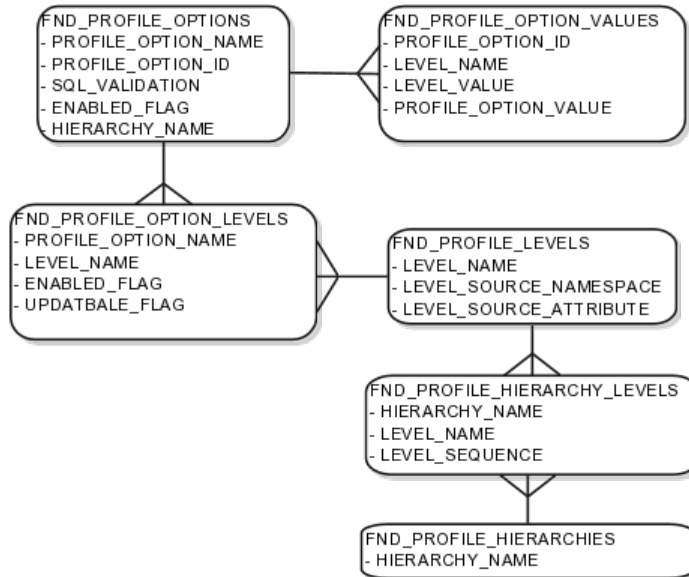 FND_PROFILE_OPTIONS
- PROFILE_OPTION_NAME
- PROFILE_OPTION_ID
- SQL_VALIDATION
- ENABLED_FLAG
- HIERARCHY_NAME
FND_PROFILE_OPTION_VALUES
- PROFILE_OPTION_ID
- LEVEL_NAME
- LEVEL_VALUE
- PROFILE_OPTION_VALUE
FND_PROFILE_OPTION_LEVELS
- PROFILE_OPTION_NAME
- LEVEL_NAME
- ENABLED_FLAG
- UPDATBALE_FLAG
FND_PROFILE_LEVELS
- LEVEL_NAME
- LEVEL_SOURCE_NAMESPACE
- LEVEL_SOURCE_ATTRIBUTE
FND_PROFILE_HIERARCHY_LEVELS
- HIERARCHY_NAME
- LEVEL_NAME
- LEVEL_SEQUENCE
FND_PROFILE_HIERARCHIES
- HIERARCHY_NAME